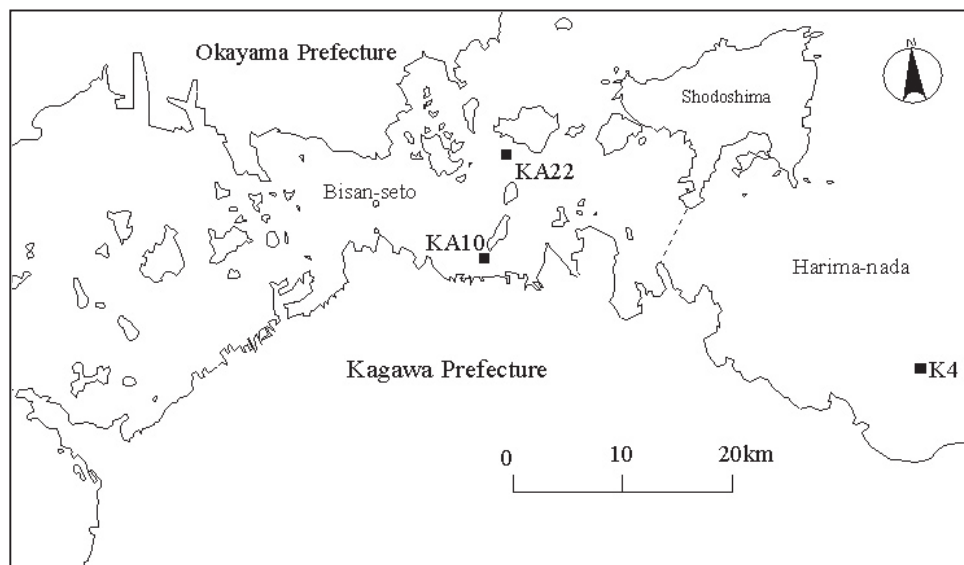 Okayama Prefecture
N
Shodoshima
KA22
Bisan-seto
KA10
Harima-nada
Kagawa Prefecture
K4
0 10 20km